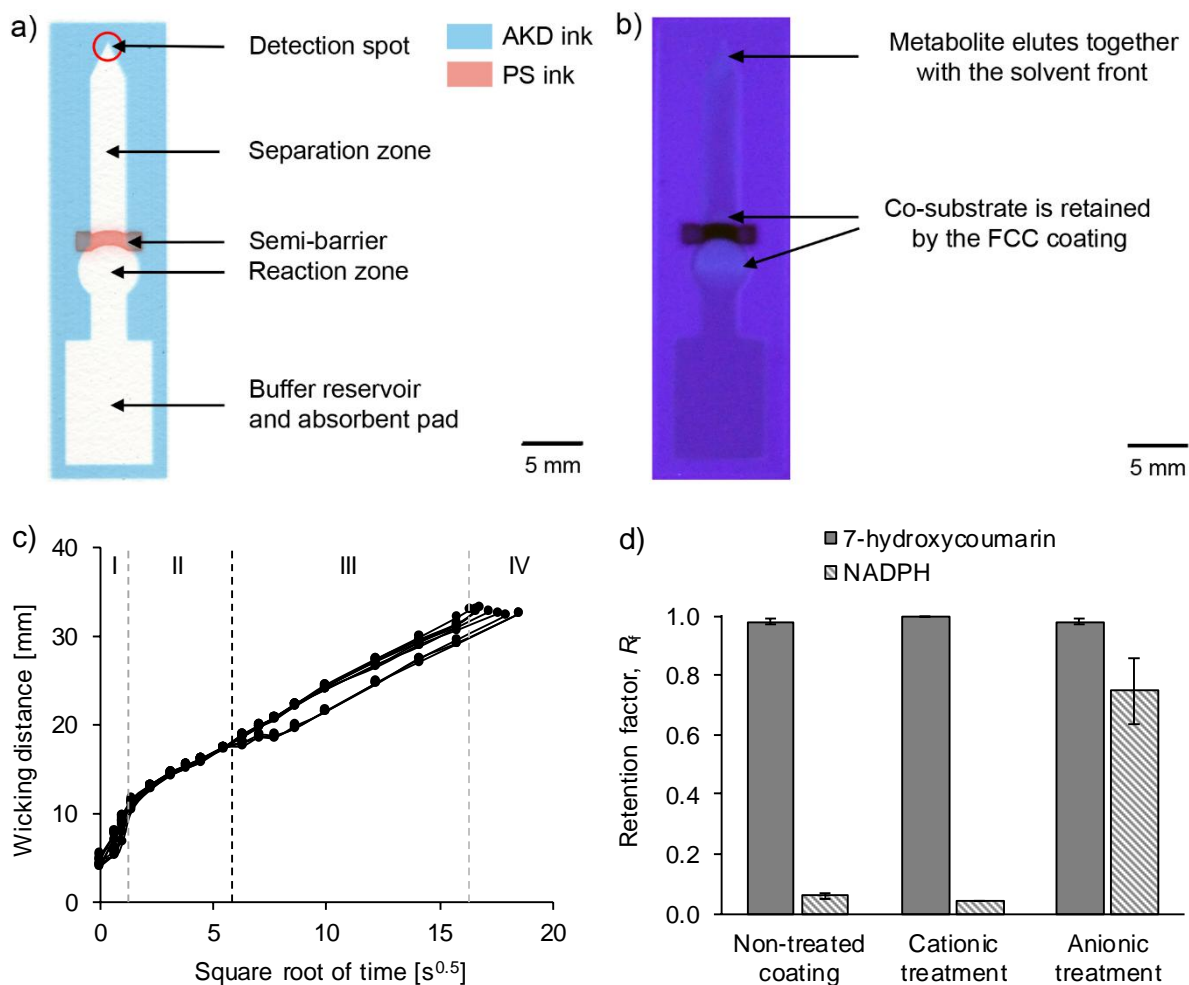 a)
Detection spot
AKD ink
PS ink
Separation zone
Semi-barrier
Reaction zone
Buffer reservoir
and absorbent pad
5 mm
b)
Metabolite elutes together
with the solvent front
Co-substrate is retained
by the FCC coating
5 mm
c)
Wicking distance [mm]
40
30
20
10
0
I II III IV
0 5 10 15 20
Square root of time [s^0.5]
d)
7-hydroxycoumarin
NADPH
Retention factor, Rf
1.0
0.8
0.6
0.4
0.2
0.0
Non-treated
coating
Cationic
treatment
Anionic
treatment